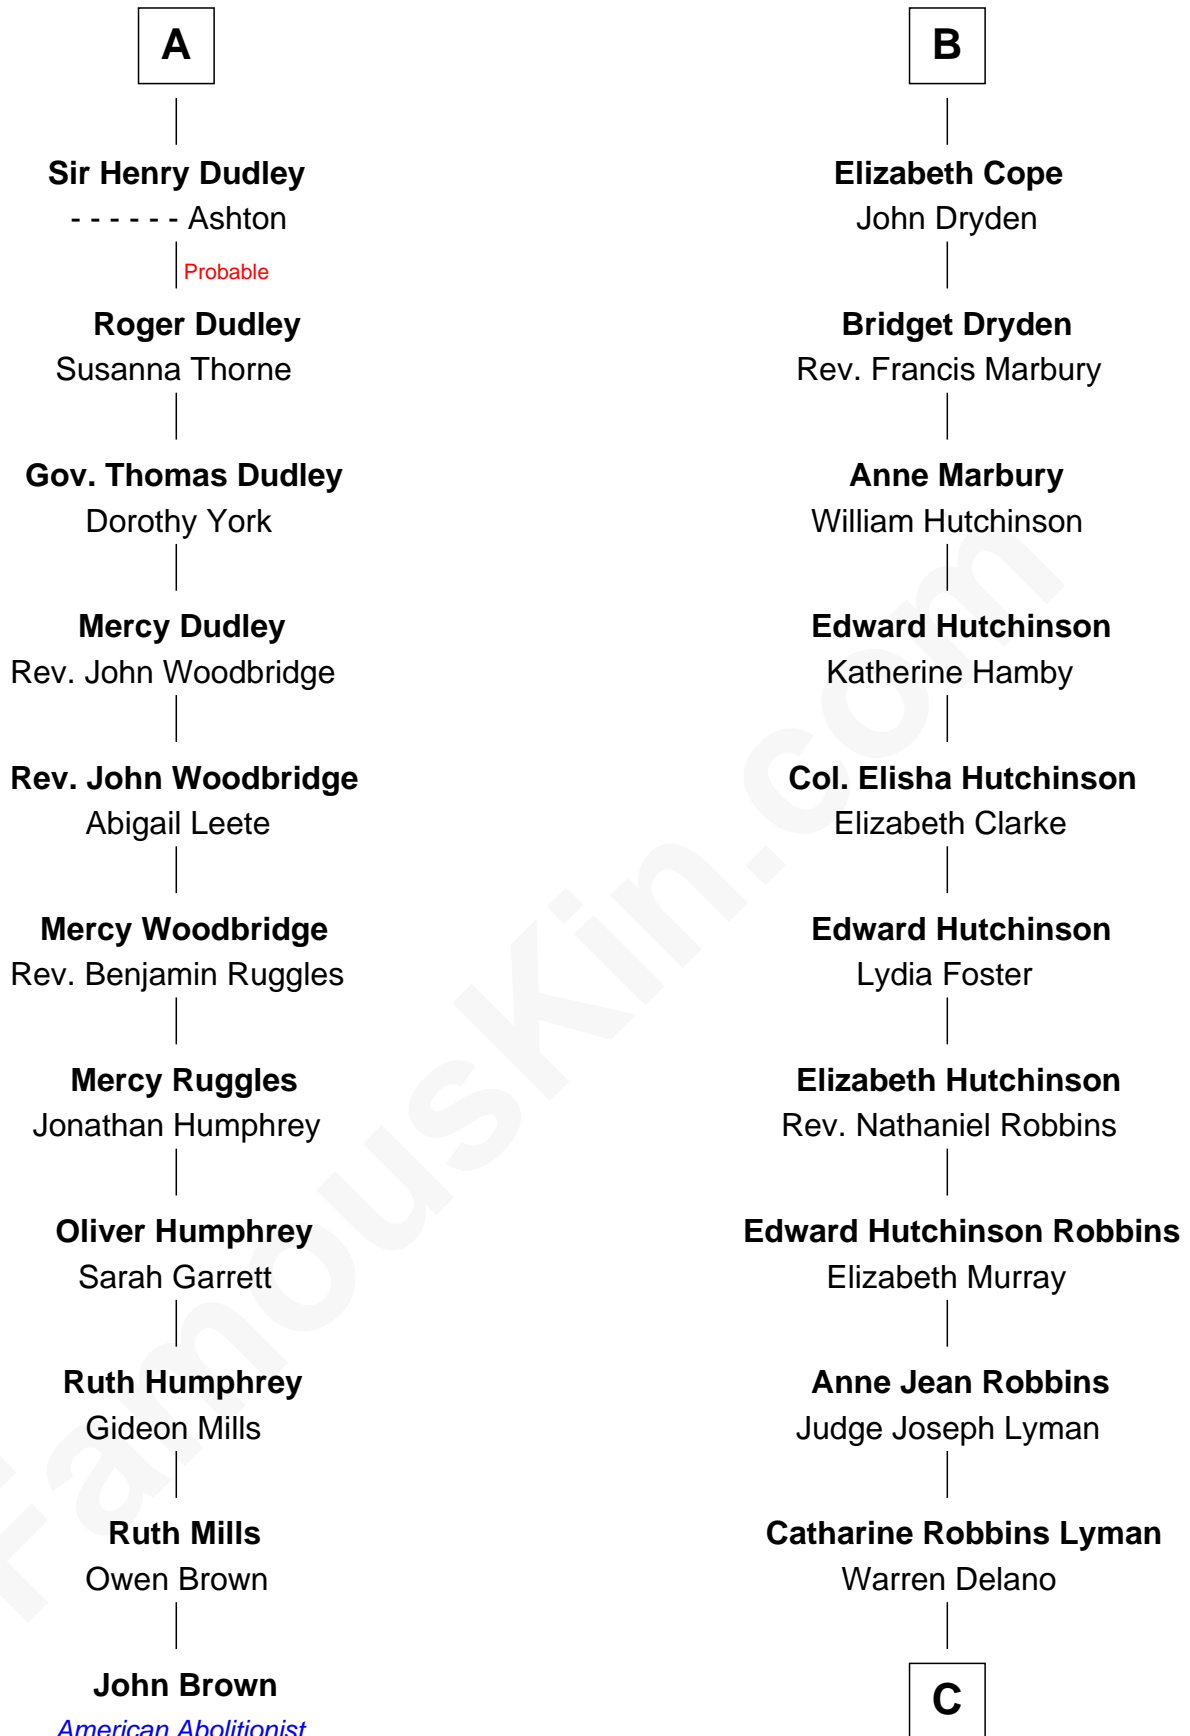 A
Sir Henry Dudley
- - - - - - Ashton
Probable
Roger Dudley
Susanna Thorne
Gov. Thomas Dudley
Dorothy York
Mercy Dudley
Rev. John Woodbridge
Rev. John Woodbridge
Abigail Leete
Mercy Woodbridge
Rev. Benjamin Ruggles
Mercy Ruggles
Jonathan Humphrey
Oliver Humphrey
Sarah Garrett
Ruth Humphrey
Gideon Mills
Ruth Mills
Owen Brown
John Brown
American Abolitionist
B
Elizabeth Cope
John Dryden
Bridget Dryden
Rev. Francis Marbury
Anne Marbury
William Hutchinson
Edward Hutchinson
Katherine Hamby
Col. Elisha Hutchinson
Elizabeth Clarke
Edward Hutchinson
Lydia Foster
Elizabeth Hutchinson
Rev. Nathaniel Robbins
Edward Hutchinson Robbins
Elizabeth Murray
Anne Jean Robbins
Judge Joseph Lyman
Catharine Robbins Lyman
Warren Delano
C
FamousKin.com